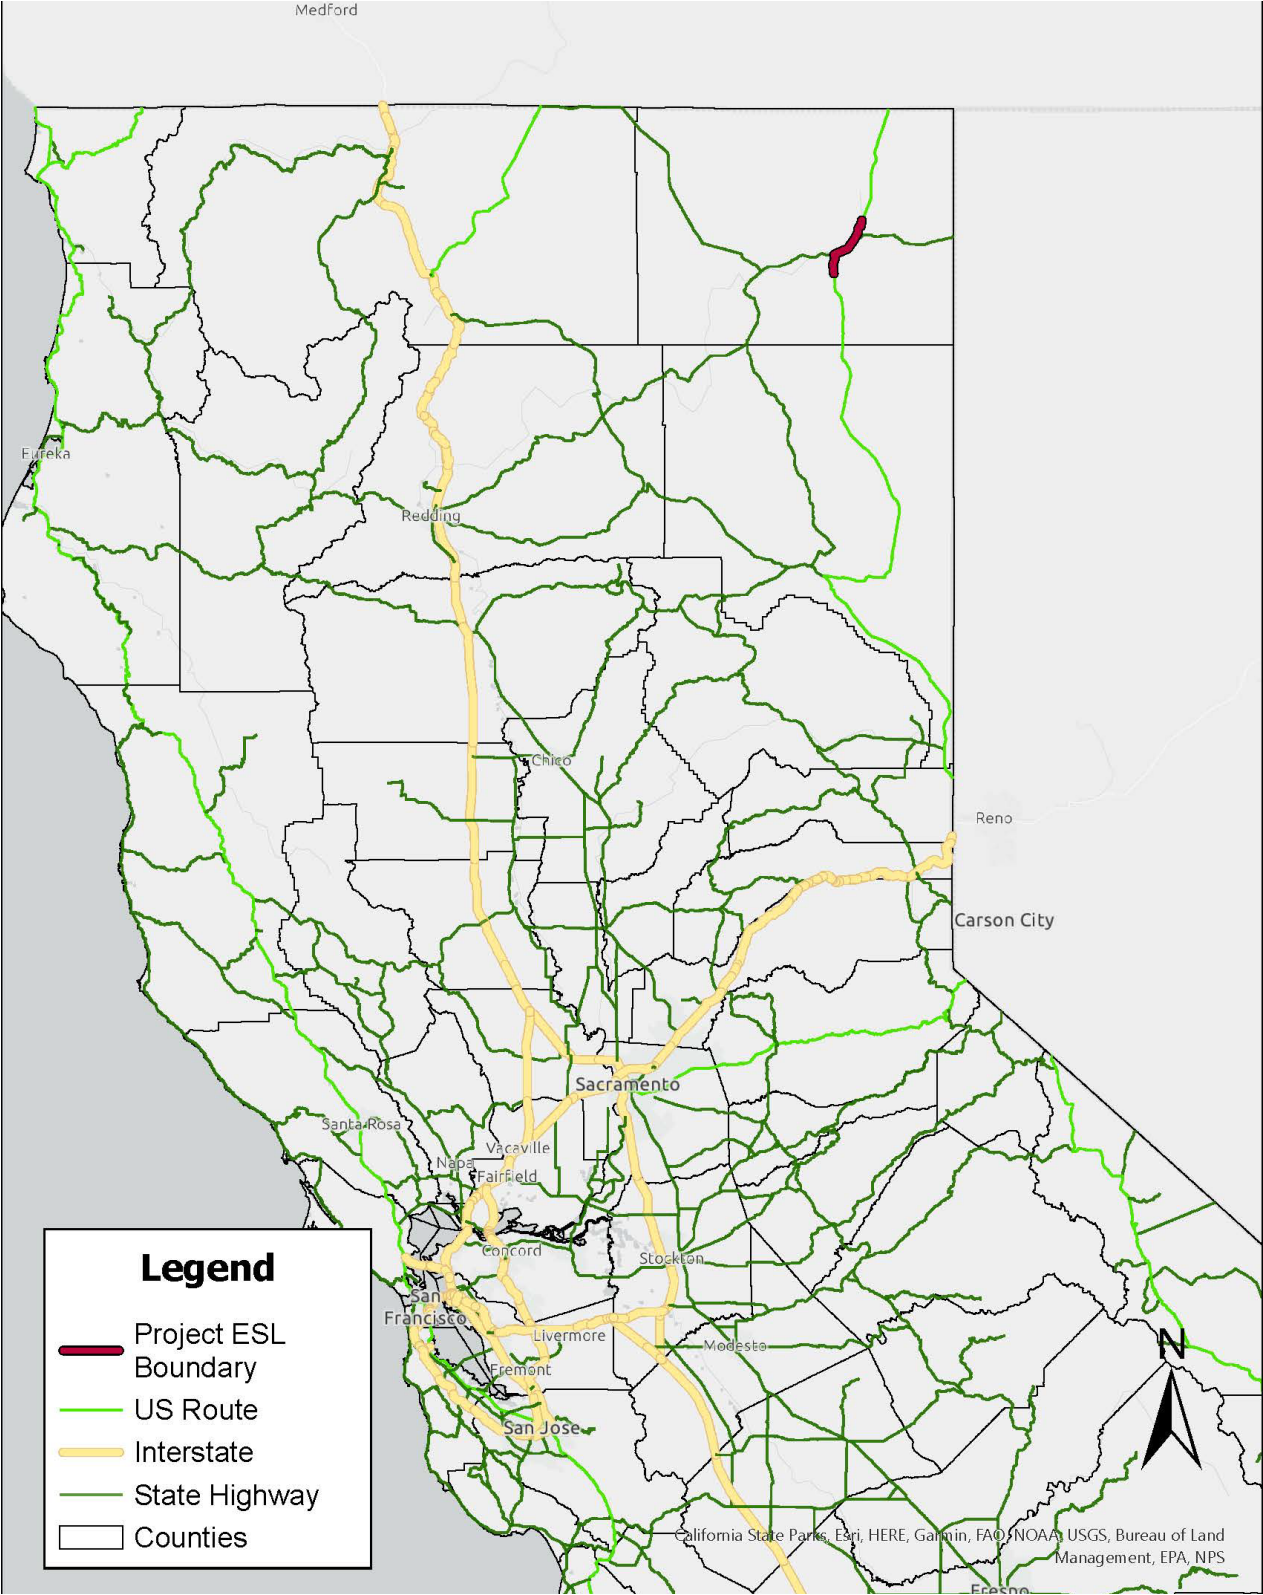 Medford
Eureka
Redding
Chico
Reno
Carson City
Sacramento
Santa Rosa
Vacaville
Napa
Fairfield
Concord
Stockton
San
Francisco
Livermore
Modesto
Fremont
San Jose
N
Legend
Project ESL
Boundary
US Route
Interstate
State Highway
Counties
California State Parks, Esri, HERE, Garmin, FAO, NOAA, USGS, Bureau of Land
Management, EPA, NPS
Fresno